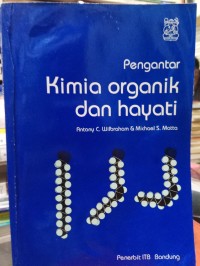 Pengantar
Kimia organik
dan hayati
Antony C. Wilbraham & Michael S. Matta
Penerbit ITB Bandung